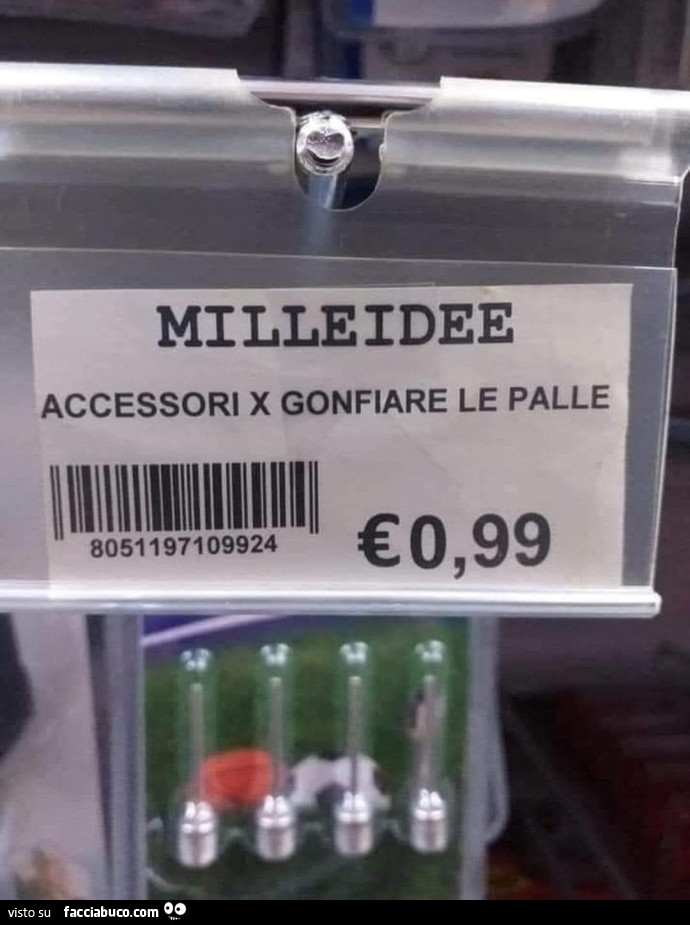 MILLEIDEE
ACCESSORI X GONFIARE LE PALLE
8051197109924
€0,99
visto su facciabuco.com